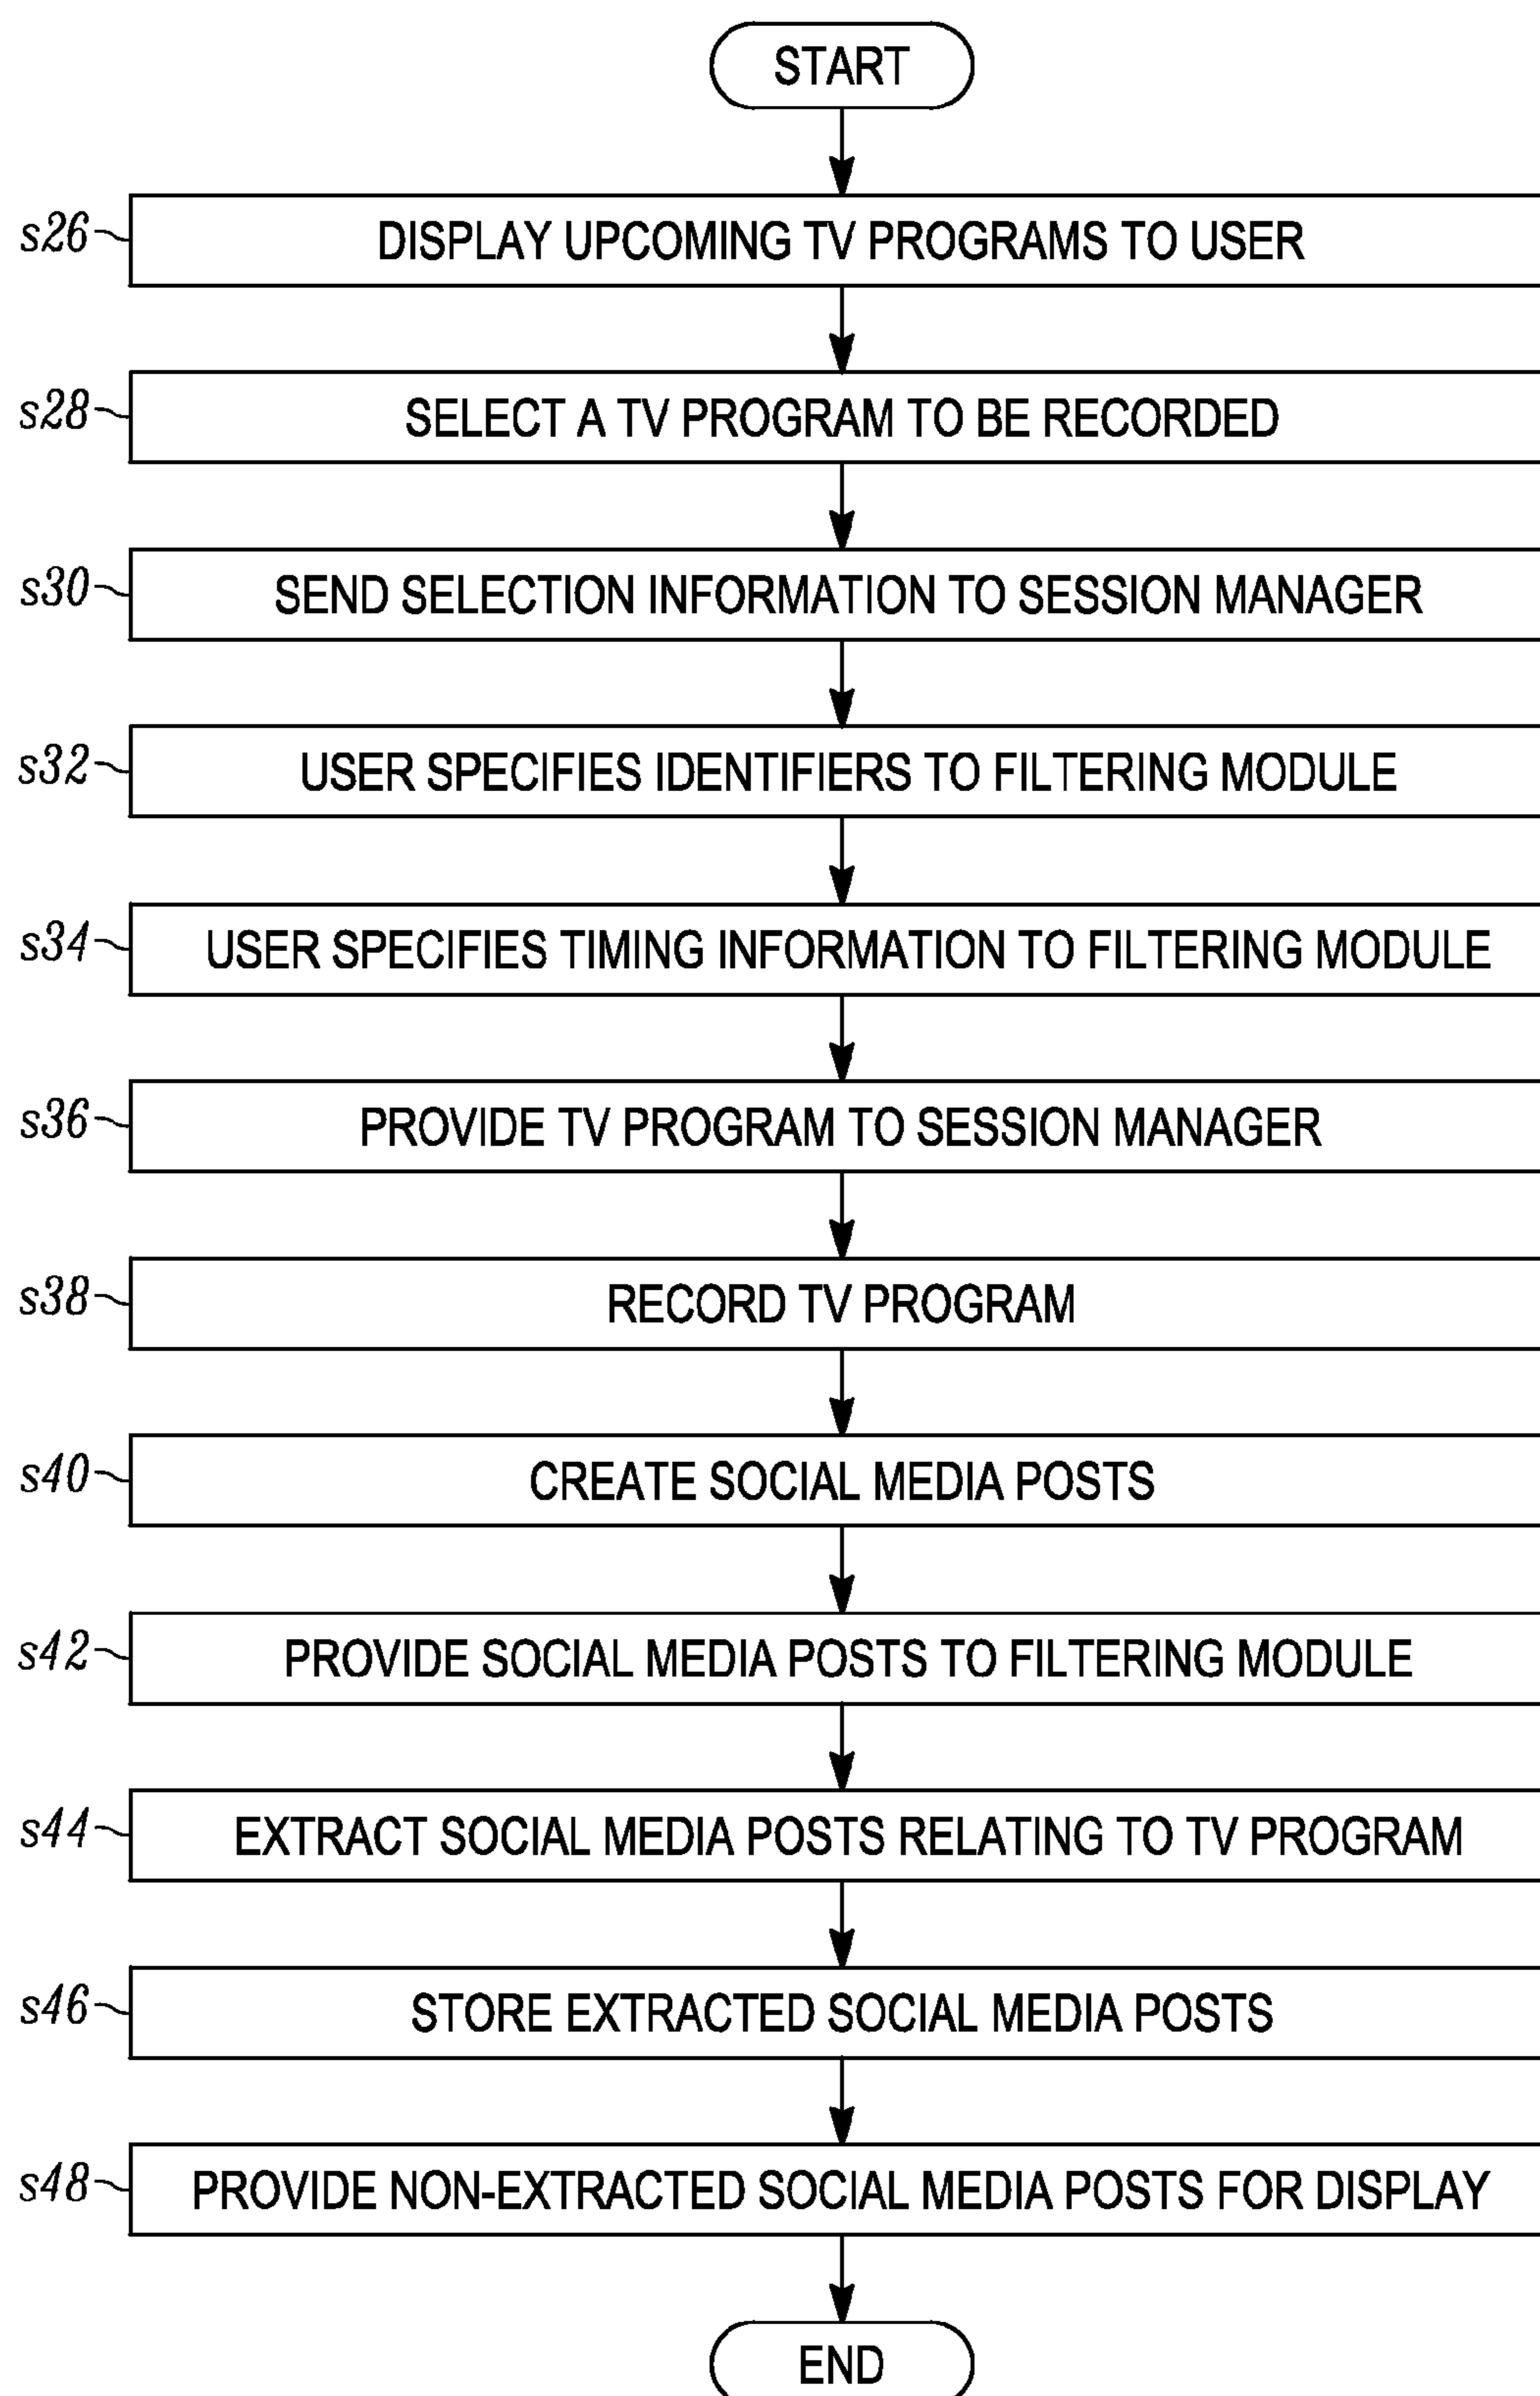 START
s26 DISPLAY UPCOMING TV PROGRAMS TO USER
s28 SELECT A TV PROGRAM TO BE RECORDED
s30 SEND SELECTION INFORMATION TO SESSION MANAGER
s32 USER SPECIFIES IDENTIFIERS TO FILTERING MODULE
s34 USER SPECIFIES TIMING INFORMATION TO FILTERING MODULE
s36 PROVIDE TV PROGRAM TO SESSION MANAGER
s38 RECORD TV PROGRAM
s40 CREATE SOCIAL MEDIA POSTS
s42 PROVIDE SOCIAL MEDIA POSTS TO FILTERING MODULE
s44 EXTRACT SOCIAL MEDIA POSTS RELATING TO TV PROGRAM
s46 STORE EXTRACTED SOCIAL MEDIA POSTS
s48 PROVIDE NON-EXTRACTED SOCIAL MEDIA POSTS FOR DISPLAY
END